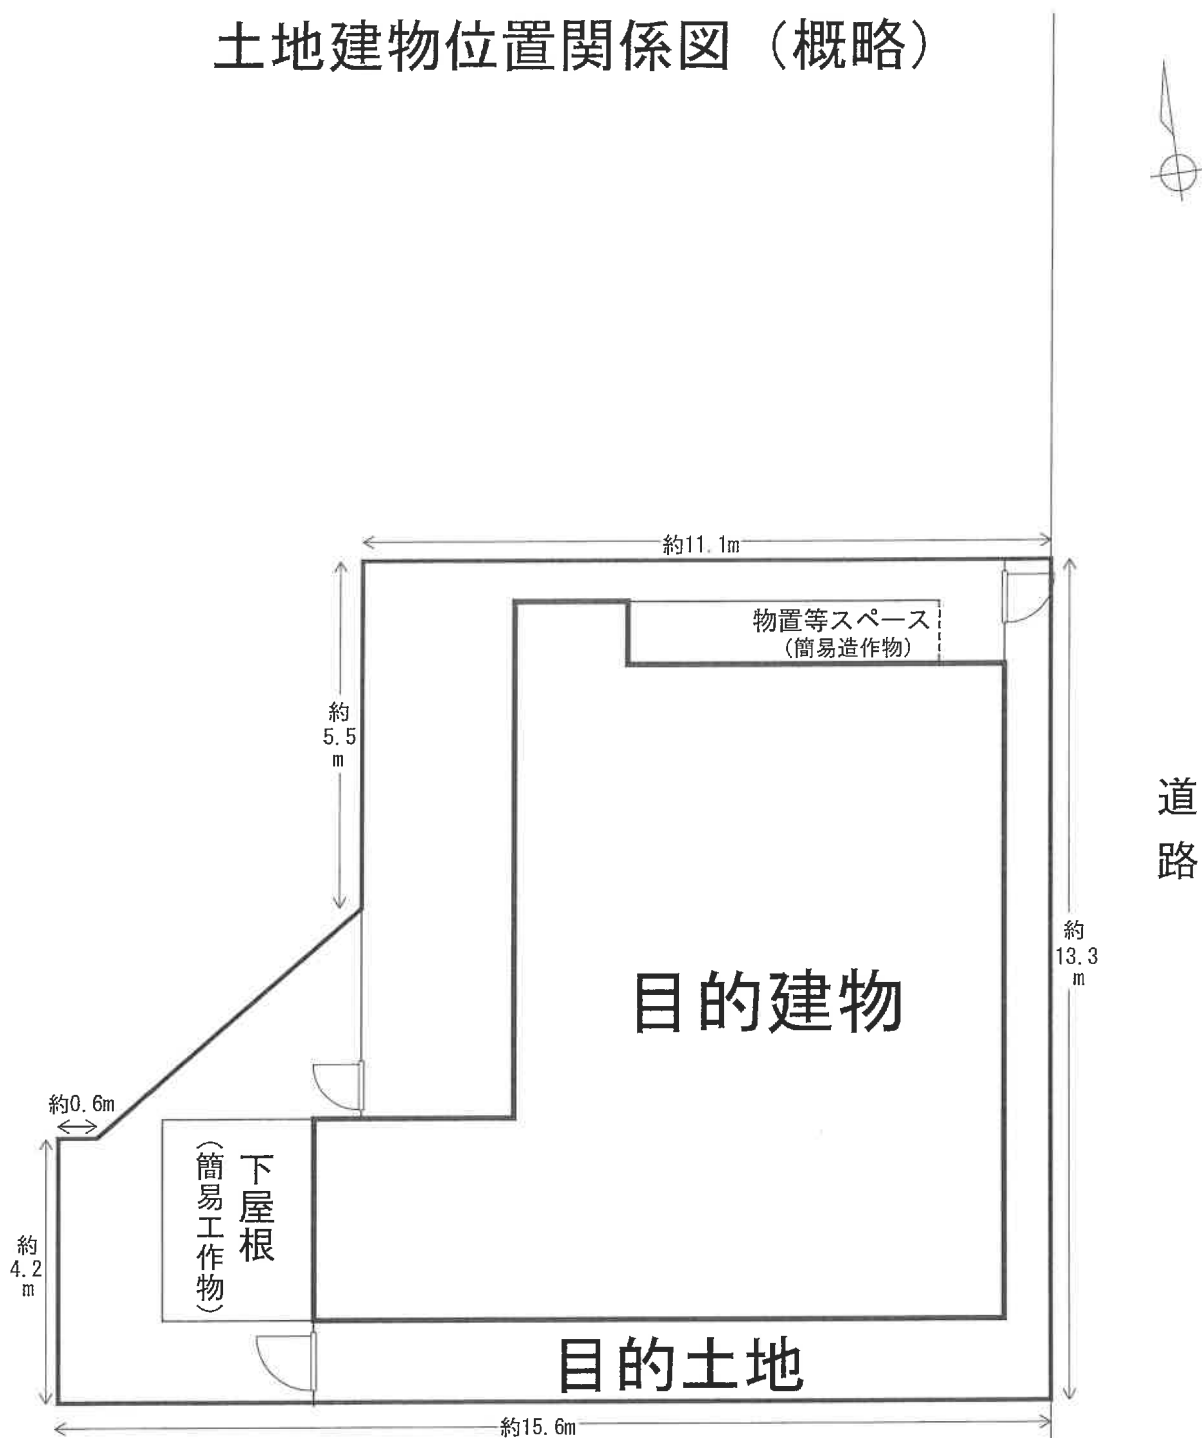 土地建物位置関係図（概略）
約11.1m
物置等スペース
（簡易造作物）
約
5.5
m
道
路
約
13.3
m
目的建物
約0.6m
下屋根
（簡易工作物）
約
4.2
m
目的土地
約15.6m